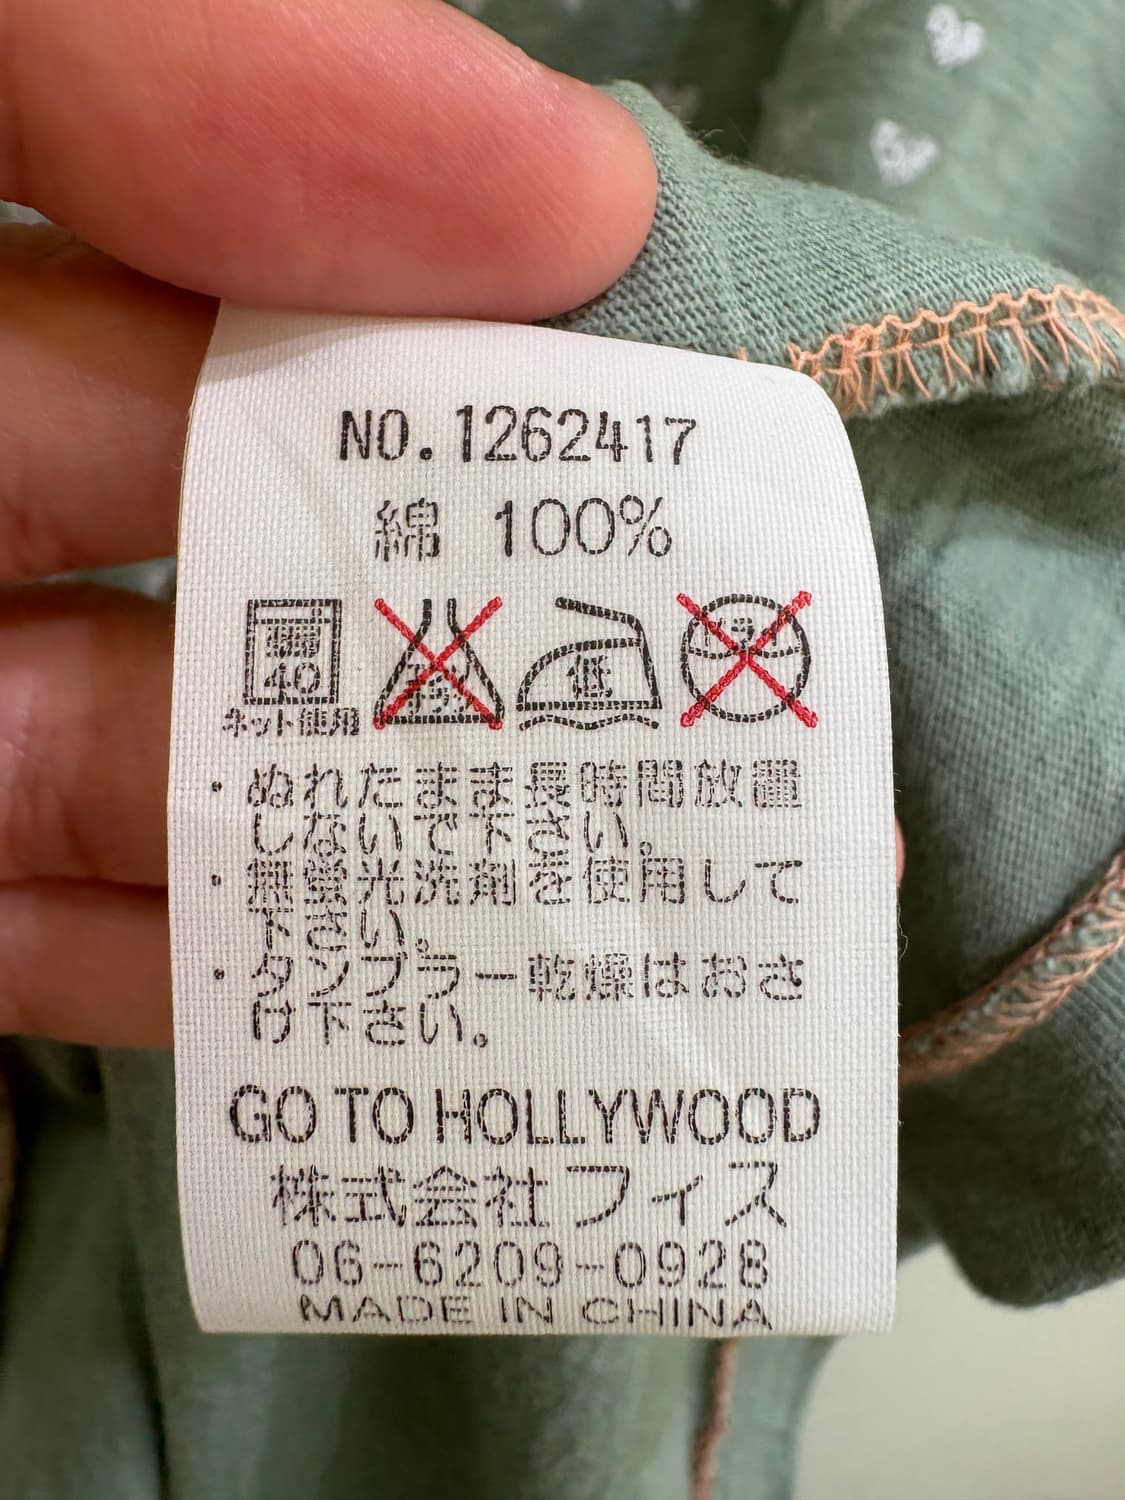 NO.1262417
綿 100%
40
ネット使用
エンソ
サラシ
低
ドライ
・ぬれたまま長時間放置
しないで下さい。
・無蛍光洗剤を使用して
下さい。
・タンブラー乾燥はおさ
け下さい。
GO TO HOLLYWOOD
株式会社フィス
06-6209-0928
MADE IN CHINA